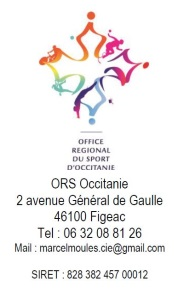 OFFICE
REGIONAL
DU SPORT
D'OCCITANIE
ORS Occitanie
2 avenue Général de Gaulle
46100 Figeac
Tel : 06 32 08 81 26
Mail : marcelmoules.cie@gmail.com
SIRET : 828 382 457 00012